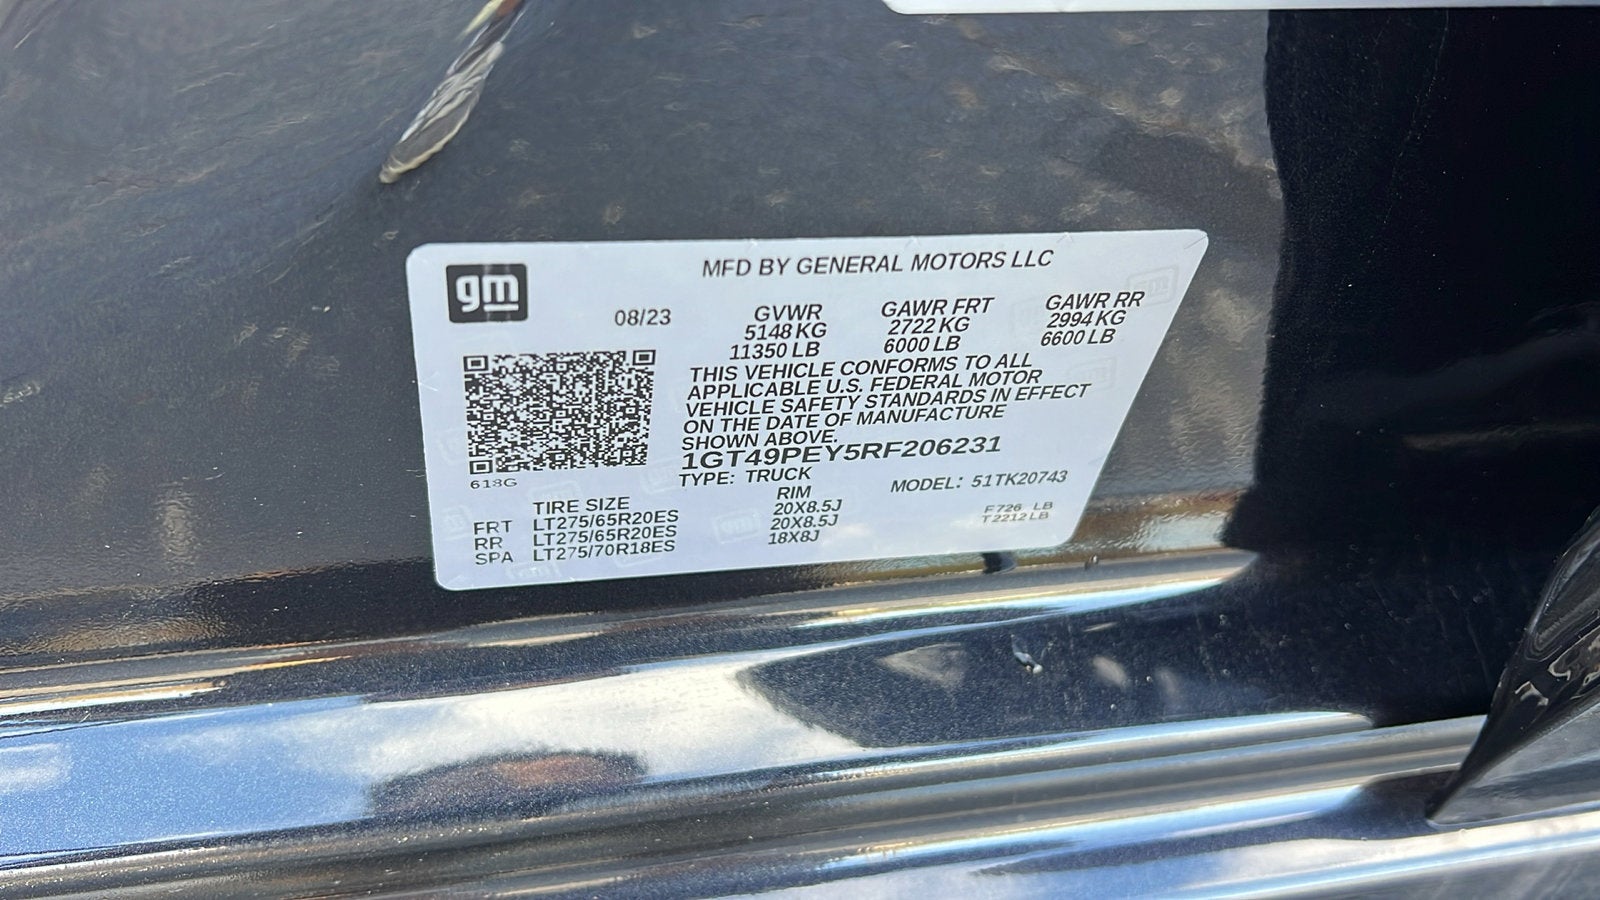 gm
MFD BY GENERAL MOTORS LLC
08/23 GVWR GAWR FRT GAWR RR
5148 KG 2722 KG 2994 KG
11350 LB 6000 LB 6600 LB
THIS VEHICLE CONFORMS TO ALL
APPLICABLE U.S. FEDERAL MOTOR
VEHICLE SAFETY STANDARDS IN EFFECT
ON THE DATE OF MANUFACTURE
SHOWN ABOVE.
1GT49PEY5RF206231
TYPE: TRUCK MODEL: 51TK20743
618G
TIRE SIZE RIM
FRT LT275/65R20ES 20X8.5J
RR LT275/65R20ES 20X8.5J
SPA LT275/70R18ES 18X8J
F726 LB
T2212 LB